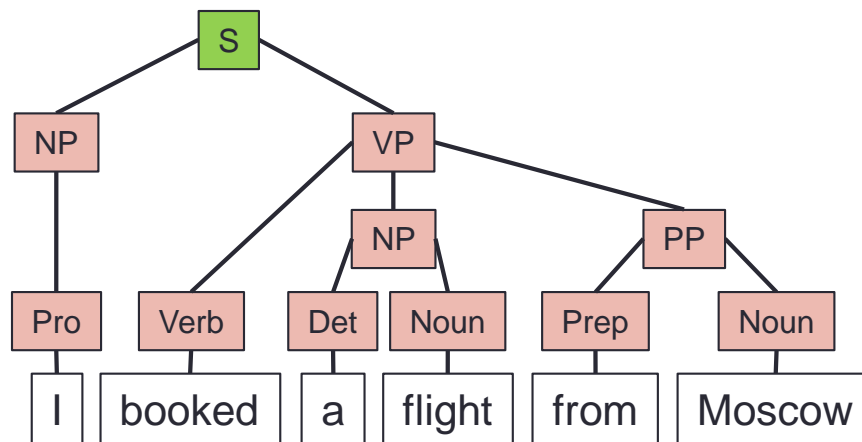 S
NP VP
NP PP
Pro Verb Det Noun Prep Noun
I booked a flight from Moscow